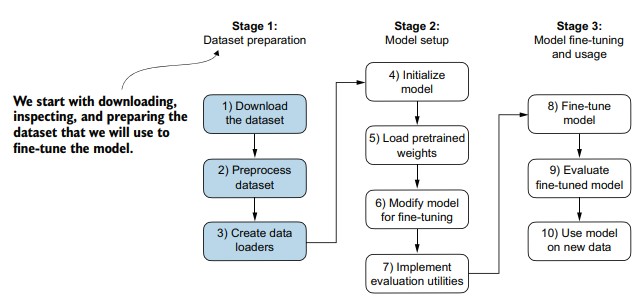 Stage 1:
Dataset preparation
Stage 2:
Model setup
Stage 3:
Model fine-tuning
and usage
We start with downloading,
inspecting, and preparing the
dataset that we will use to
fine-tune the model.
1) Download
the dataset
2) Preprocess
dataset
3) Create data
loaders
4) Initialize
model
5) Load pretrained
weights
6) Modify model
for fine-tuning
7) Implement
evaluation utilities
8) Fine-tune
model
9) Evaluate
fine-tuned model
10) Use model
on new data